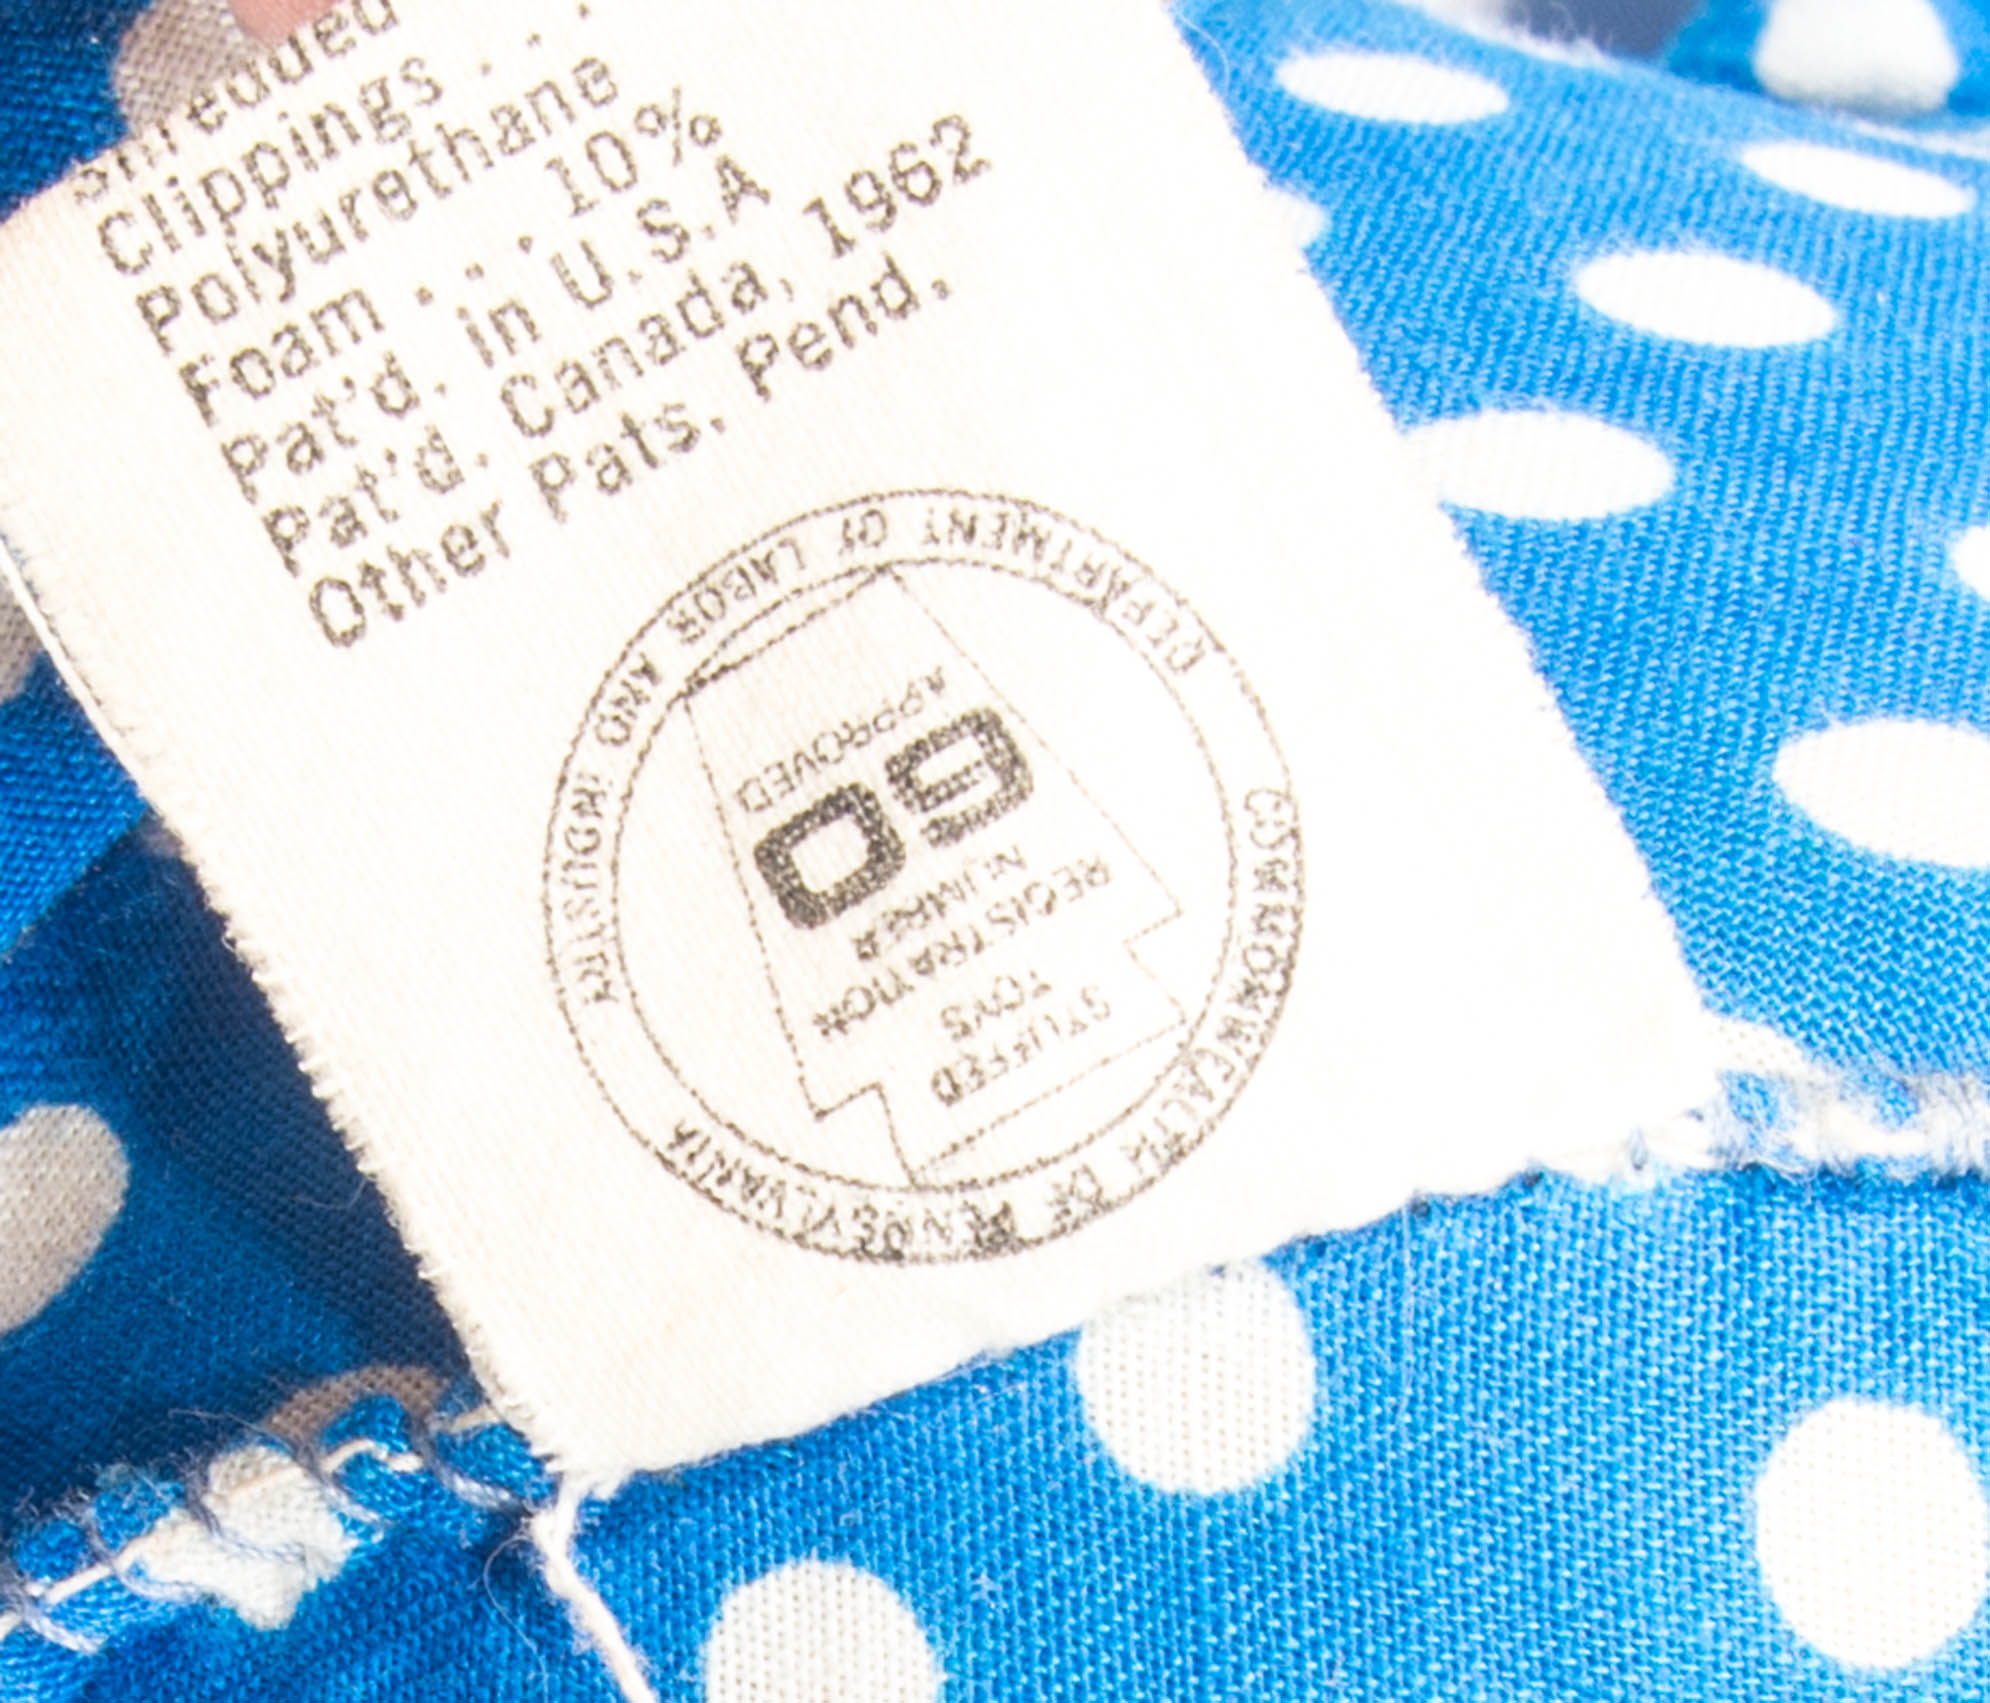 Shredded
Clippings . . .
Polyurethane
Foam . . . 10%
Pat'd. in U.S.A
Pat'd. Canada, 1962
Other Pats. Pend.
COMMONWEALTH OF PENNSYLVANIA
STUFFED
TOYS
REGISTRATION
NUMBER
60
APPROVED
DEPARTMENT OF LABOR AND INDUSTRY